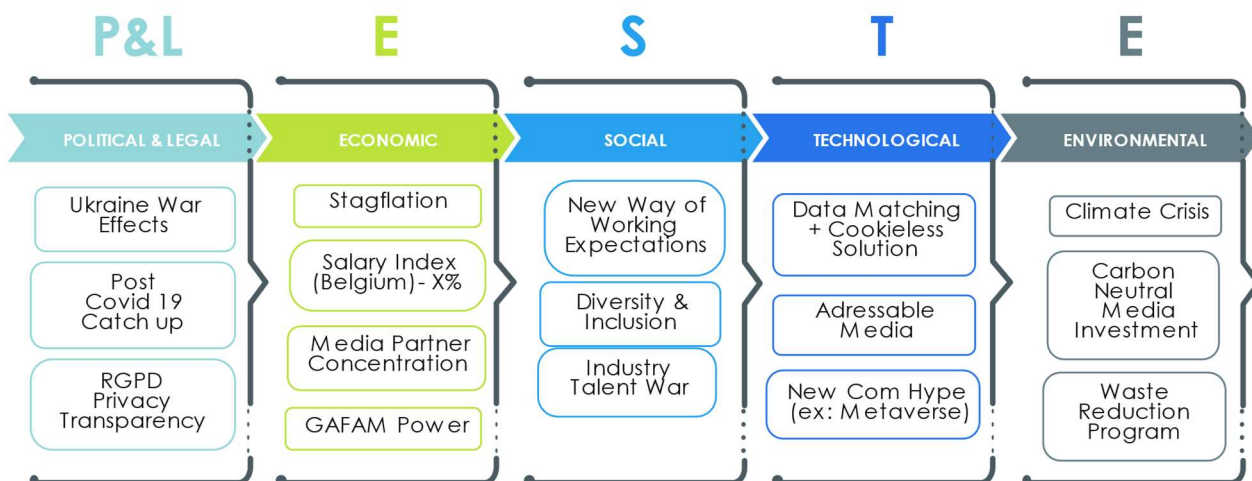 P&L
E
S
T
E
POLITICAL & LEGAL
ECONOMIC
SOCIAL
TECHNOLOGICAL
ENVIRONMENTAL
Ukraine War
Effects
Post
Covid 19
Catch up
RGPD
Privacy
Transparency
Stagflation
Salary Index
(Belgium)- X%
Media Partner
Concentration
GAFAM Power
New Way of
Working
Expectations
Diversity &
Inclusion
Industry
Talent War
Data Matching
+ Cookieless
Solution
Adressable
Media
New Com Hype
(ex: Metaverse)
Climate Crisis
Carbon
Neutral
Media
Investment
Waste
Reduction
Program